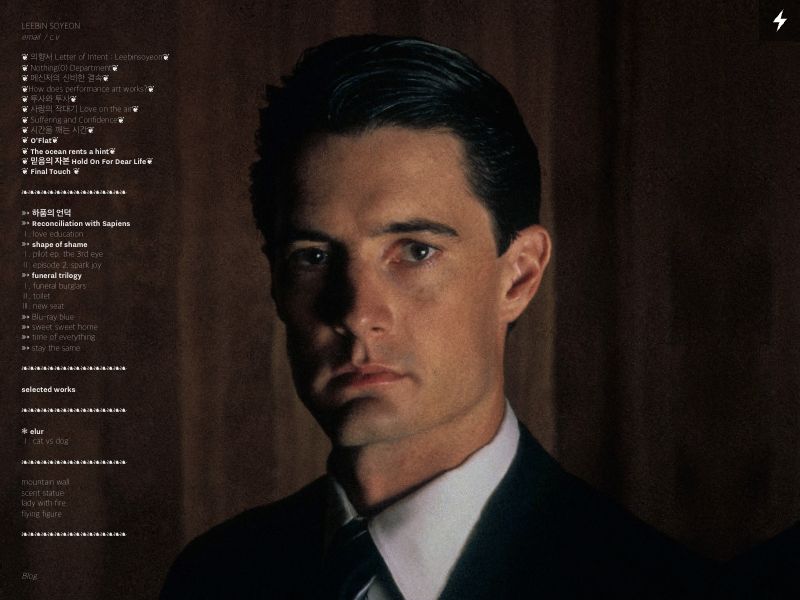 LEEBIN SOYEON
email / c.v
❦ 의향서 Letter of Intent : Leebinsoyeon❦
❦ Nothing(0) Department❦
❦ 메신저의 신비한 결속❦
❦How does performance art works?❦
❦ 투사와 투사❦
❦ 사랑의 작대기 Love on the air❦
❦ Suffering and Confidence❦
❦ 시간을 깨는 시간❦
❦ O'Flat❦
❦ The ocean rents a hint❦
❦ 믿음의 자본 Hold On For Dear Life❦
❦ Final Touch ❦
➽ 하품의 언덕
➽ Reconciliation with Sapiens
Ⅰ. love education
➽ shape of shame
Ⅰ. pilot ep. the 3rd eye
Ⅱ. episode 2. spark joy
➽ funeral trilogy
Ⅰ. funeral burglars
Ⅱ. toilet
Ⅲ. new seat
➽ Blu-ray blue
➽ sweet sweet home
➽ time of everything
➽ stay the same
selected works
✻ elur
Ⅰ. cat vs dog
mountain wall
scent statue
lady with fire
flying figure
Blog